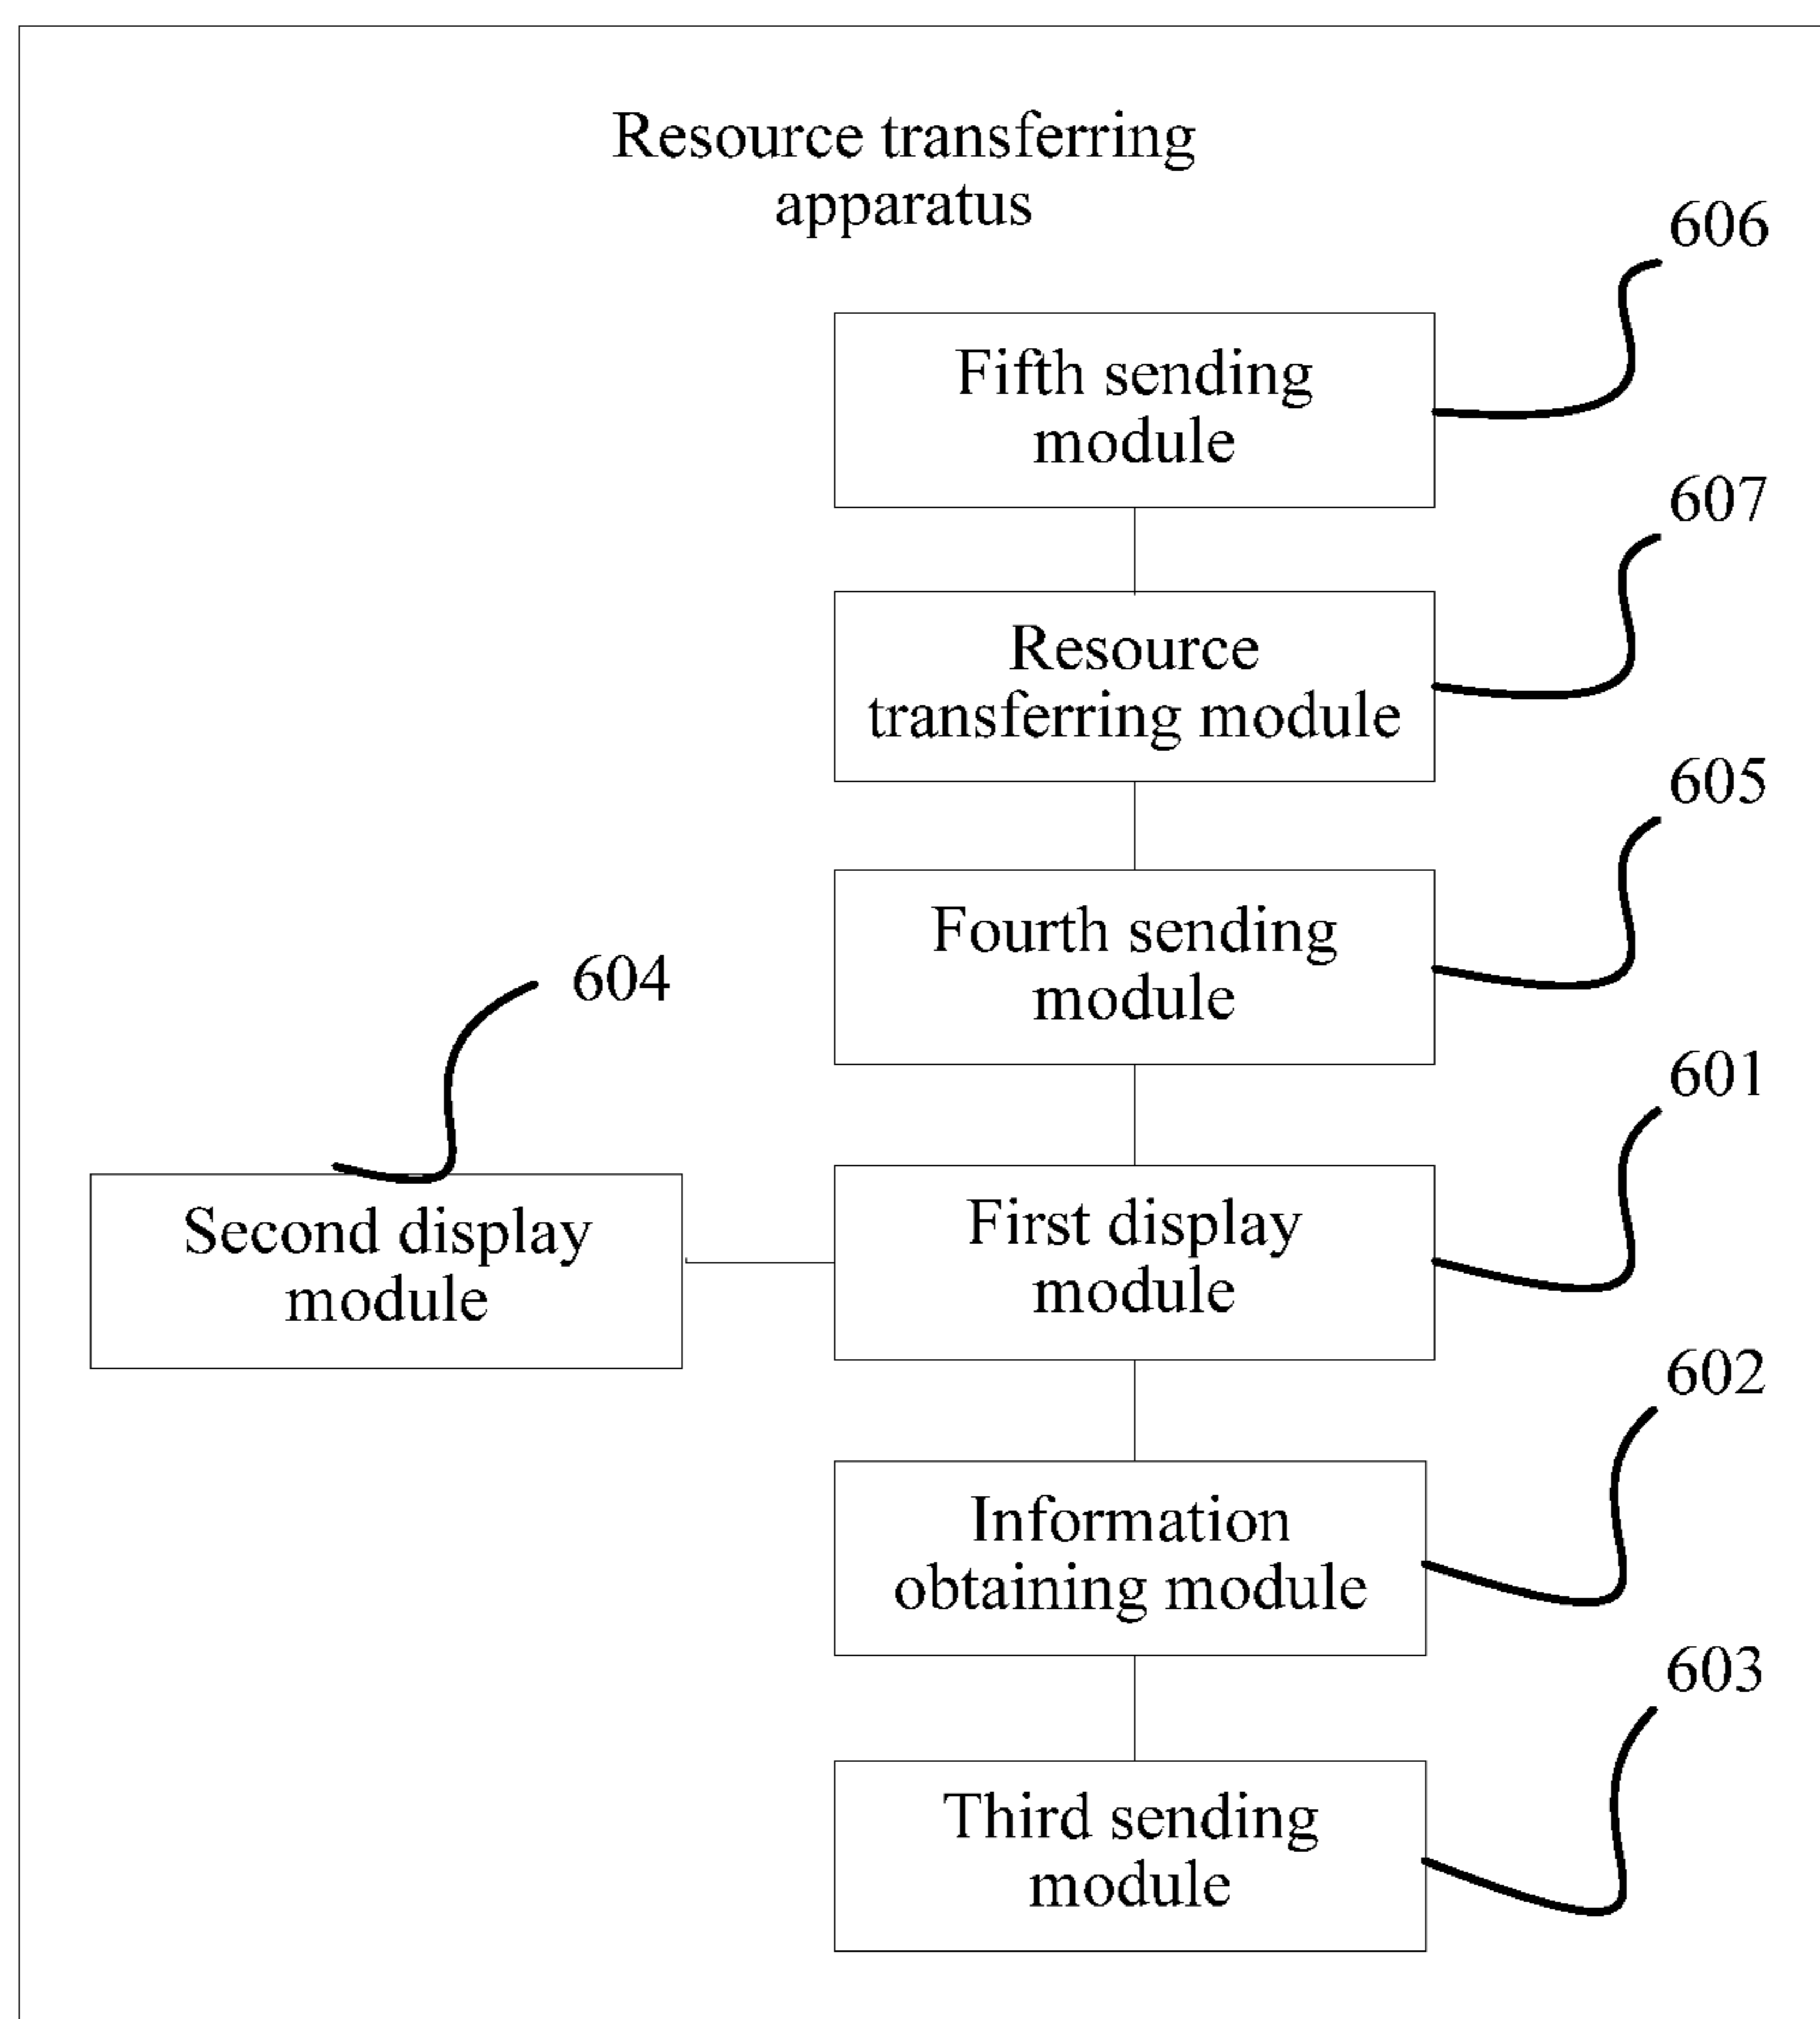 Resource transferring
apparatus
606
Fifth sending
module
607
Resource
transferring module
605
Fourth sending
module
604
601
Second display
module
First display
module
602
Information
obtaining module
603
Third sending
module